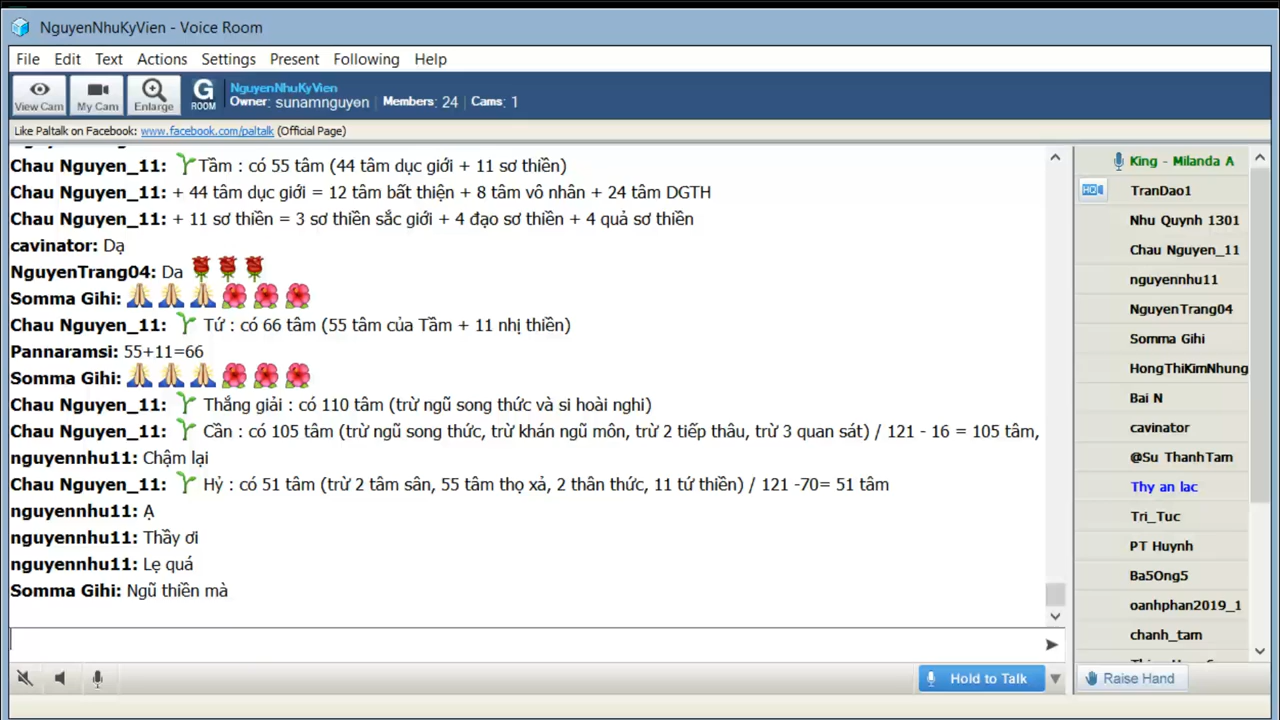 NguyenNhuKyVien - Voice Room
File Edit Text Actions Settings Present Following Help
View Cam My Cam Enlarge G ROOM
NguyenNhuKyVien
Owner: sunamnguyen Members: 24 Cams: 1
Like Paltalk on Facebook: www.facebook.com/paltalk (Official Page)
Chau Nguyen_11: Tầm : có 55 tâm (44 tâm dục giới + 11 sơ thiền)
Chau Nguyen_11: + 44 tâm dục giới = 12 tâm bất thiện + 8 tâm vô nhân + 24 tâm DGTH
Chau Nguyen_11: + 11 sơ thiền = 3 sơ thiền sắc giới + 4 đạo sơ thiền + 4 quả sơ thiền
cavinator: Dạ
NguyenTrang04: Da
Somma Gihi:
Chau Nguyen_11: Tứ : có 66 tâm (55 tâm của Tầm + 11 nhị thiền)
Pannaramsi: 55+11=66
Somma Gihi:
Chau Nguyen_11: Thắng giải : có 110 tâm (trừ ngũ song thức và si hoài nghi)
Chau Nguyen_11: Cần : có 105 tâm (trừ ngũ song thức, trừ khán ngũ môn, trừ 2 tiếp thâu, trừ 3 quan sát) / 121 - 16 = 105 tâm,
nguyennhu11: Chậm lại
Chau Nguyen_11: Hỷ : có 51 tâm (trừ 2 tâm sân, 55 tâm thọ xả, 2 thân thức, 11 tứ thiền) / 121 -70= 51 tâm
nguyennhu11: Ạ
nguyennhu11: Thầy ơi
nguyennhu11: Lẹ quá
Somma Gihi: Ngũ thiền mà
King - Milanda A
TranDao1
Nhu Quynh 1301
Chau Nguyen_11
nguyennhu11
NguyenTrang04
Somma Gihi
HongThiKimNhung
Bai N
cavinator
@Su ThanhTam
Thy an lac
Tri_Tuc
PT Huynh
Ba5Ong5
oanhphan2019_1
chanh_tam
Hold to Talk
Raise Hand